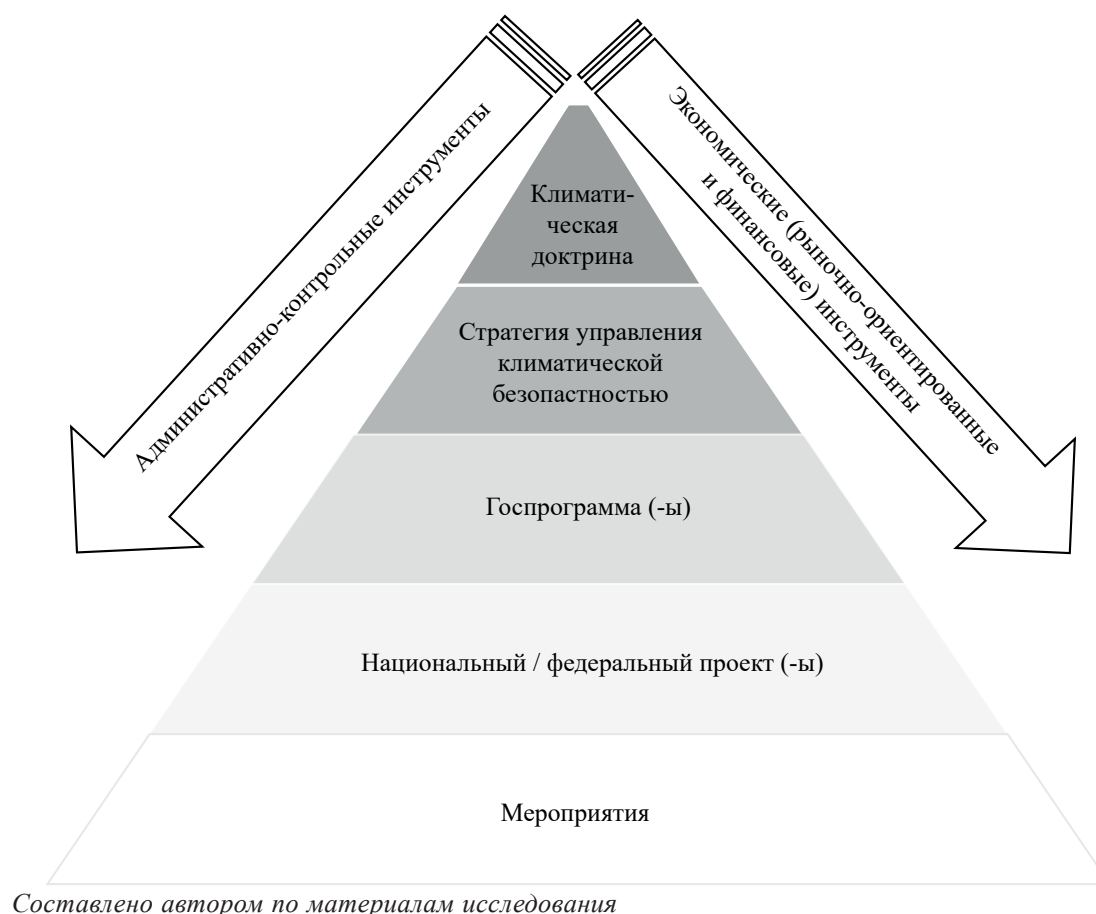 Административно-контрольные инструменты
Экономические (рыночно-ориентированные
и финансовые) инструменты
Климати-
ческая
доктрина
Стратегия управления
климатической
безопастностью
Госпрограмма (-ы)
Национальный / федеральный проект (-ы)
Мероприятия
Составлено автором по материалам исследования